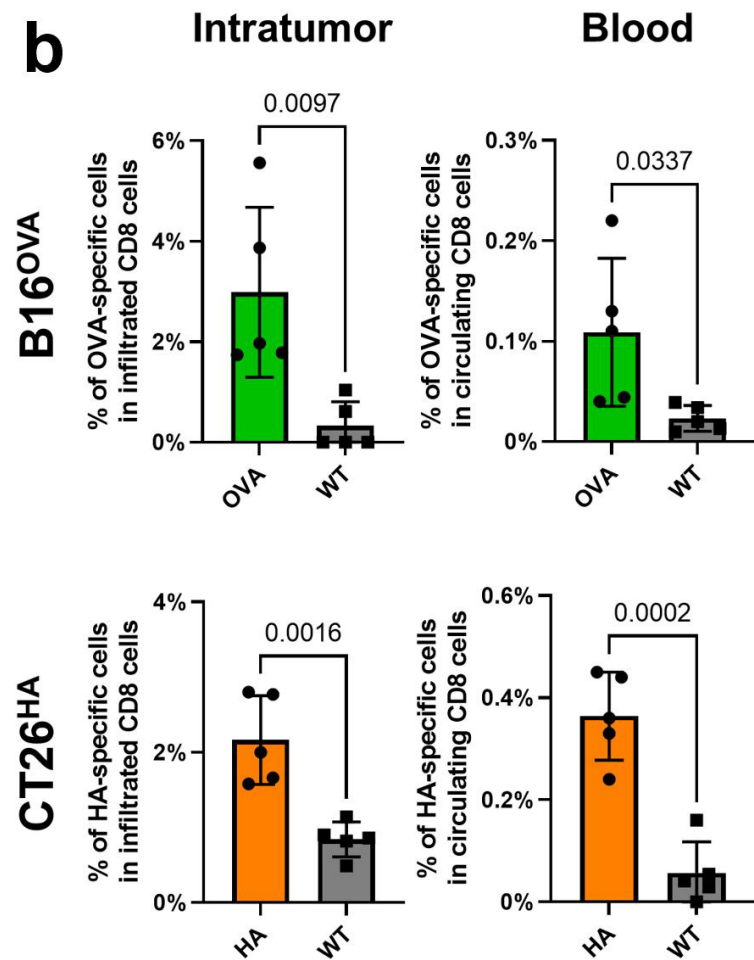 b
Intratumor
Blood
B16OVA
% of OVA-specific cells
in infiltrated CD8 cells
6%
4%
2%
0%
0.0097
OVA
WT
% of OVA-specific cells
in circulating CD8 cells
0.3%
0.2%
0.1%
0%
0.0337
OVA
WT
CT26HA
% of HA-specific cells
in infiltrated CD8 cells
4%
2%
0%
0.0016
HA
WT
% of HA-specific cells
in circulating CD8 cells
0.6%
0.4%
0.2%
0%
0.0002
HA
WT